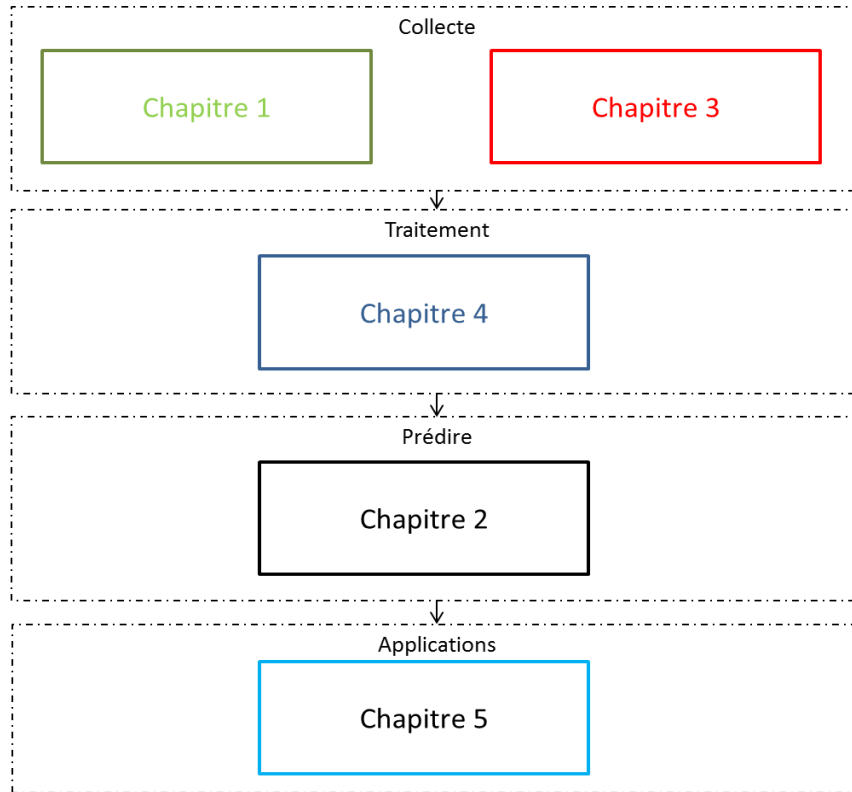 Collecte
Chapitre 1
Chapitre 3
Traitement
Chapitre 4
Prédire
Chapitre 2
Applications
Chapitre 5